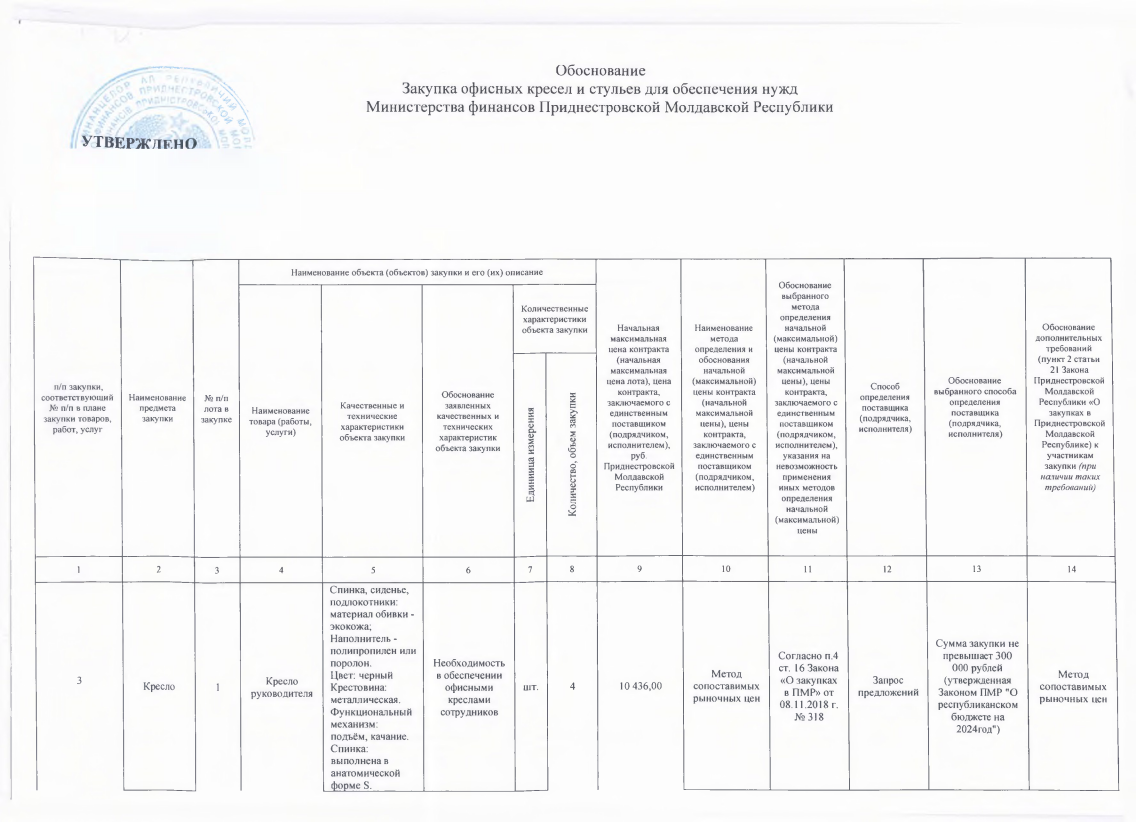 Обоснование
Закупка офисных кресел и стульев для обеспечения нужд
Министерства финансов Приднестровской Молдавской Республики
УТВЕРЖДЕНО
п/п закупки,
соответствующий
№ п/п в плане
закупки товаров,
работ, услуг
Наименование
предмета
закупки
№ п/п
лота в
закупке
Наименование объекта (объектов) закупки и его (их) описание
Наименование
товара (работы,
услуги)
Качественные и
технические
характеристики
объекта закупки
Обоснование
заявленных
качественных и
технических
характеристик
объекта закупки
Количественные
характеристики
объекта закупки
Единица измерения
Количество, объем закупки
Начальная
максимальная
цена контракта
(начальная
максимальная
цена лота), цена
контракта,
заключаемого с
единственным
поставщиком
(подрядчиком,
исполнителем),
руб.
Приднестровской
Молдавской
Республики
Наименование
метода
определения и
обоснования
начальной
(максимальной)
цены контракта
(начальной
максимальной
цены), цены
контракта,
заключаемого с
единственным
поставщиком
(подрядчиком,
исполнителем)
Обоснование
выбранного
метода
определения
начальной
(максимальной)
цены контракта
(начальной
максимальной
цены), цены
контракта,
заключаемого с
единственным
поставщиком
(подрядчиком,
исполнителем),
указания на
невозможность
применения
иных методов
определения
начальной
(максимальной)
цены
Способ
определения
поставщика
(подрядчика,
исполнителя)
Обоснование
выбранного способа
определения
поставщика
(подрядчика,
исполнителя)
Обоснование
дополнительных
требований
(пункт 2 статьи
21 Закона
Приднестровской
Молдавской
Республики «О
закупках в
Приднестровской
Молдавской
Республике) к
участникам
закупки (при
наличии таких
требований)
1 2 3 4 5 6 7 8 9 10 11 12 13 14
3
Кресло
1
Кресло
руководителя
Спинка, сиденье,
подлокотники:
материал обивки -
экокожа;
Наполнитель -
полипропилен или
поролон.
Цвет: черный
Крестовина:
металлическая.
Функциональный
механизм:
подъём, качание.
Спинка:
выполнена в
анатомической
форме S.
Необходимость
в обеспечении
офисными
креслами
сотрудников
шт.
4
10 436,00
Метод
сопоставимых
рыночных цен
Согласно п.4
ст. 16 Закона
«О закупках
в ПМР» от
08.11.2018 г.
№ 318
Запрос
предложений
Сумма закупки не
превышает 300
000 рублей
(утвержденная
Законом ПМР "О
республиканском
бюджете на
2024год")
Метод
сопоставимых
рыночных цен